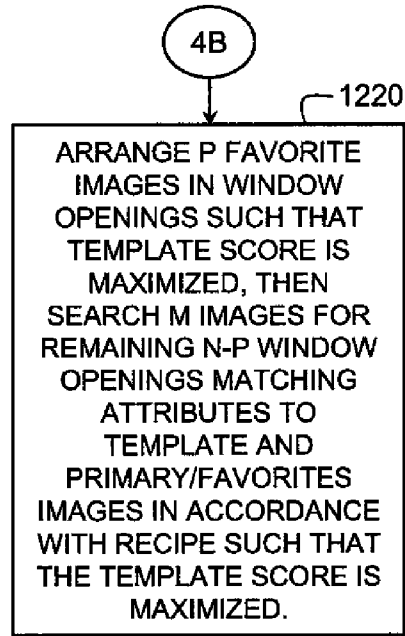 4B
1220
ARRANGE P FAVORITE
IMAGES IN WINDOW
OPENINGS SUCH THAT
TEMPLATE SCORE IS
MAXIMIZED, THEN
SEARCH M IMAGES FOR
REMAINING N-P WINDOW
OPENINGS MATCHING
ATTRIBUTES TO
TEMPLATE AND
PRIMARY/FAVORITES
IMAGES IN ACCORDANCE
WITH RECIPE SUCH THAT
THE TEMPLATE SCORE IS
MAXIMIZED.